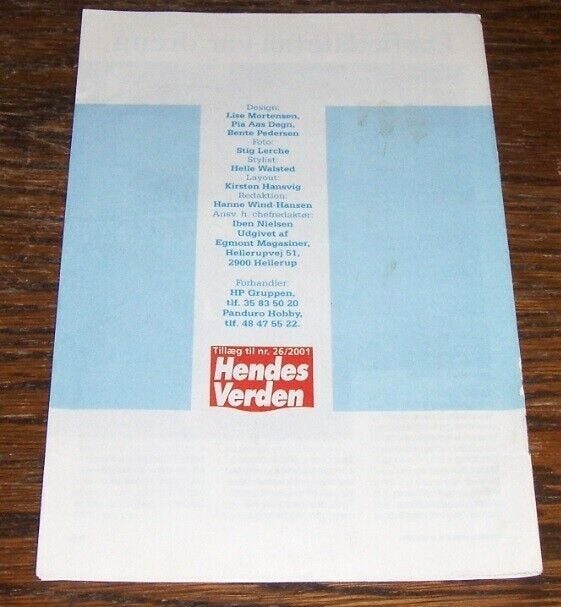 Design:
Lise Mortensen,
Pia Aas Degn,
Bente Pedersen
Foto:
Stig Lerche
Stylist:
Helle Walsted
Layout:
Kirsten Hansvig
Redaktion:
Hanne Wind-Hansen
Ansv. h. chefredaktør:
Iben Nielsen
Udgivet af
Egmont Magasiner,
Hellerupvej 51,
2900 Hellerup
Forhandler:
HP Gruppen,
tlf. 35 83 50 20
Panduro Hobby,
tlf. 48 47 55 22.
Tillæg til nr. 26/2001
Hendes
Verden